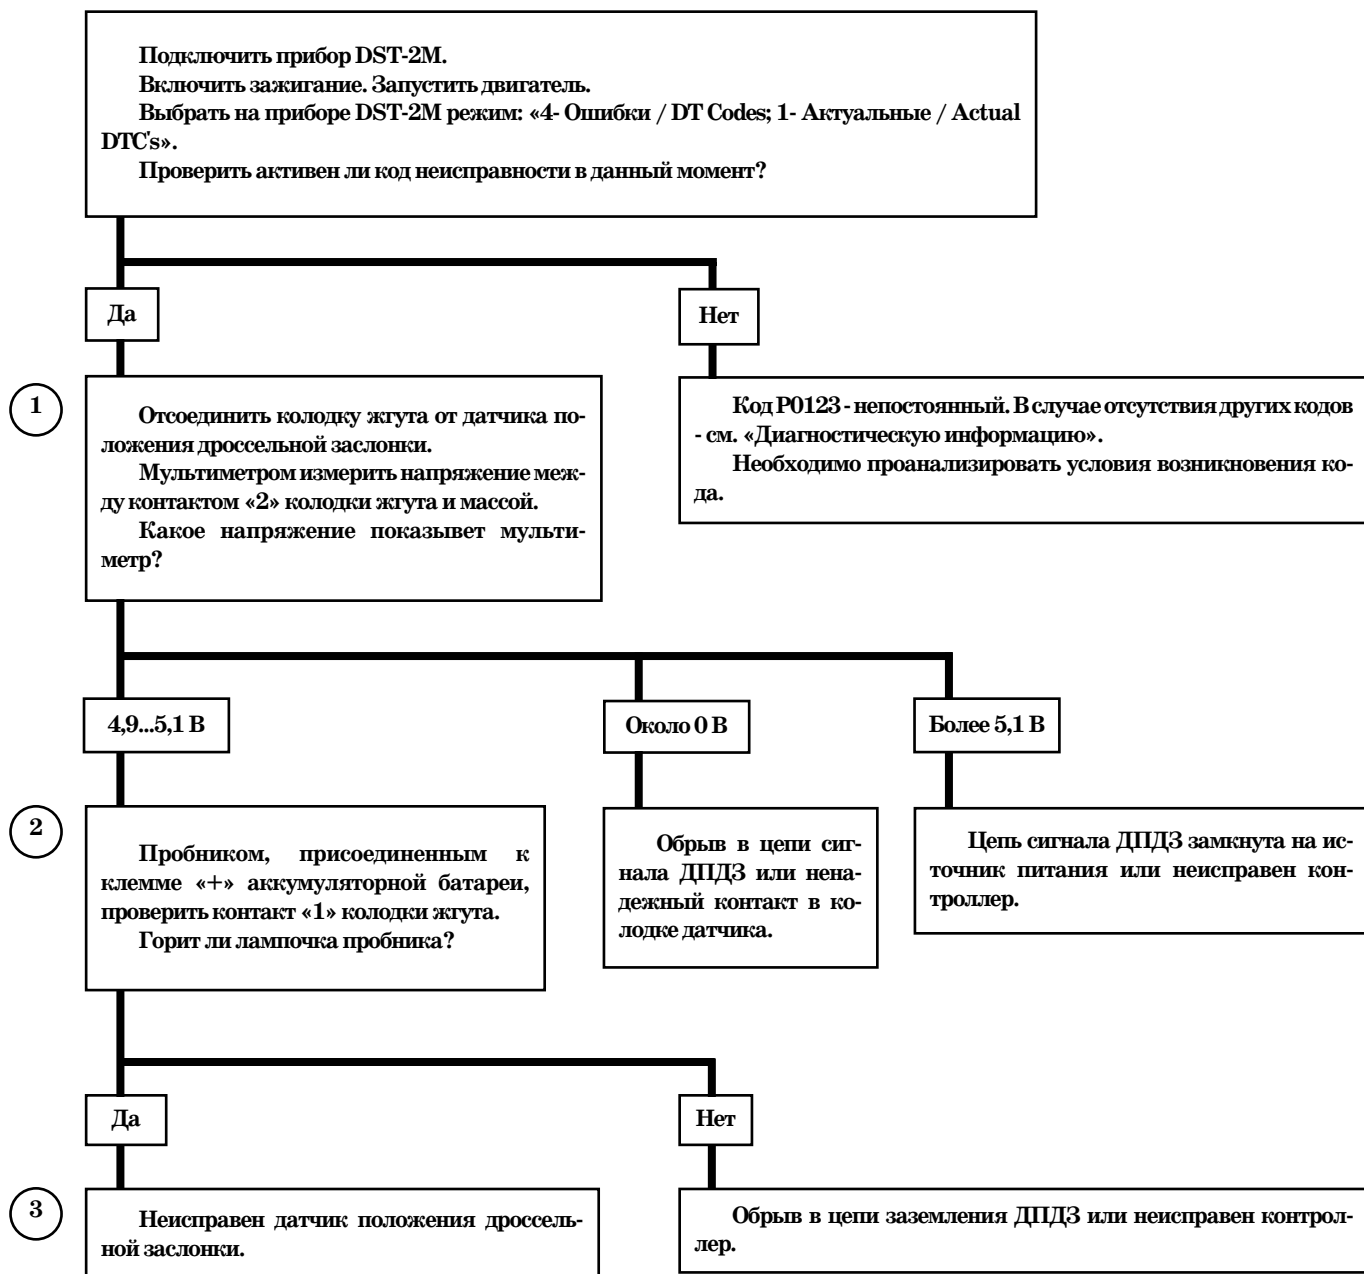 Подключить прибор DST-2M.
Включить зажигание. Запустить двигатель.
Выбрать на приборе DST-2M режим: «4- Ошибки / DT Codes; 1- Актуальные / Actual
DTC's».
Проверить активен ли код неисправности в данный момент?
Да
Нет
1
Отсоединить колодку жгута от датчика по-
ложения дроссельной заслонки.
Мультиметром измерить напряжение меж-
ду контактом «2» колодки жгута и массой.
Какое напряжение показывет мульти-
метр?
Код P0123 - непостоянный. В случае отсутствия других кодов
- см. «Диагностическую информацию».
Необходимо проанализировать условия возникновения ко-
да.
4,9...5,1 В
Около 0 В
Более 5,1 В
2
Пробником, присоединенным к
клемме «+» аккумуляторной батареи,
проверить контакт «1» колодки жгута.
Горит ли лампочка пробника?
Обрыв в цепи сиг-
нала ДПДЗ или нена-
дежный контакт в ко-
лодке датчика.
Цепь сигнала ДПДЗ замкнута на ис-
точник питания или неисправен кон-
троллер.
Да
Нет
3
Неисправен датчик положения дроссель-
ной заслонки.
Обрыв в цепи заземления ДПДЗ или неисправен контрол-
лер.